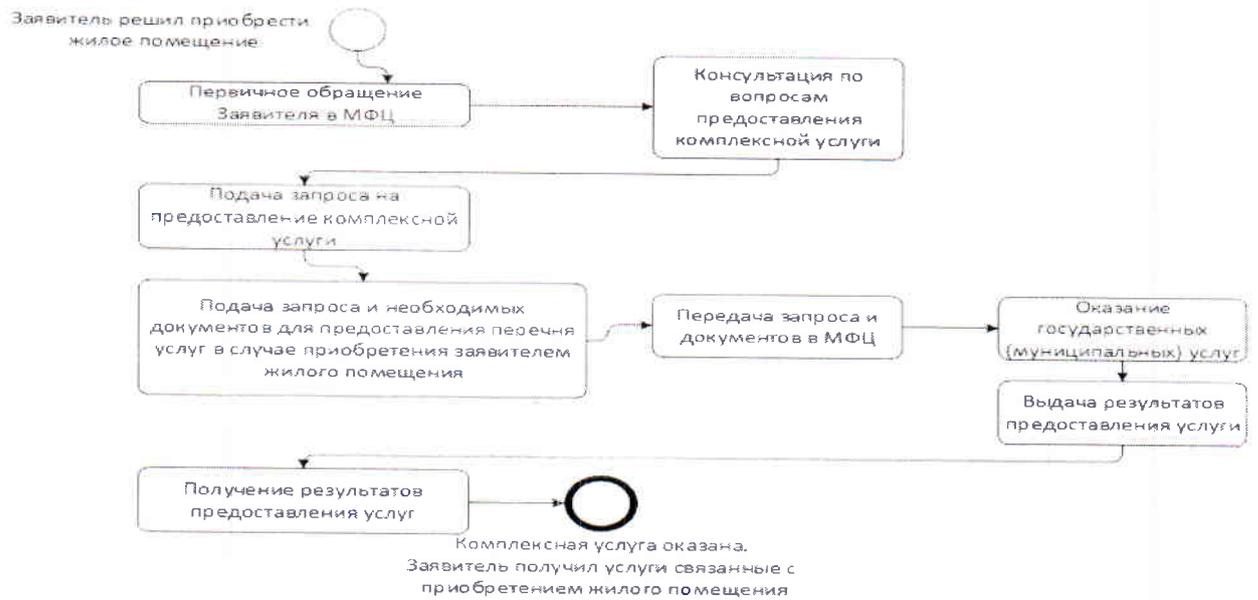 Заявитель решил приобрести
жилое помещение
Первичное обращение
Заявителя в МФЦ
Консультация по
вопросам
предоставления
комплексной услуги
Подача запроса на
предоставление комплексной
услуги
Подача запроса и необходимых
документов для предоставления перечня
услуг в случае приобретения заявителем
жилого помещения
Передача запроса и
документов в МФЦ
Оказание
государственных
(муниципальных) услуг
Выдача результатов
предоставления услуги
Получение результатов
предоставления услуг
Комплексная услуга оказана.
Заявитель получил услуги связанные с
приобретением жилого помещения